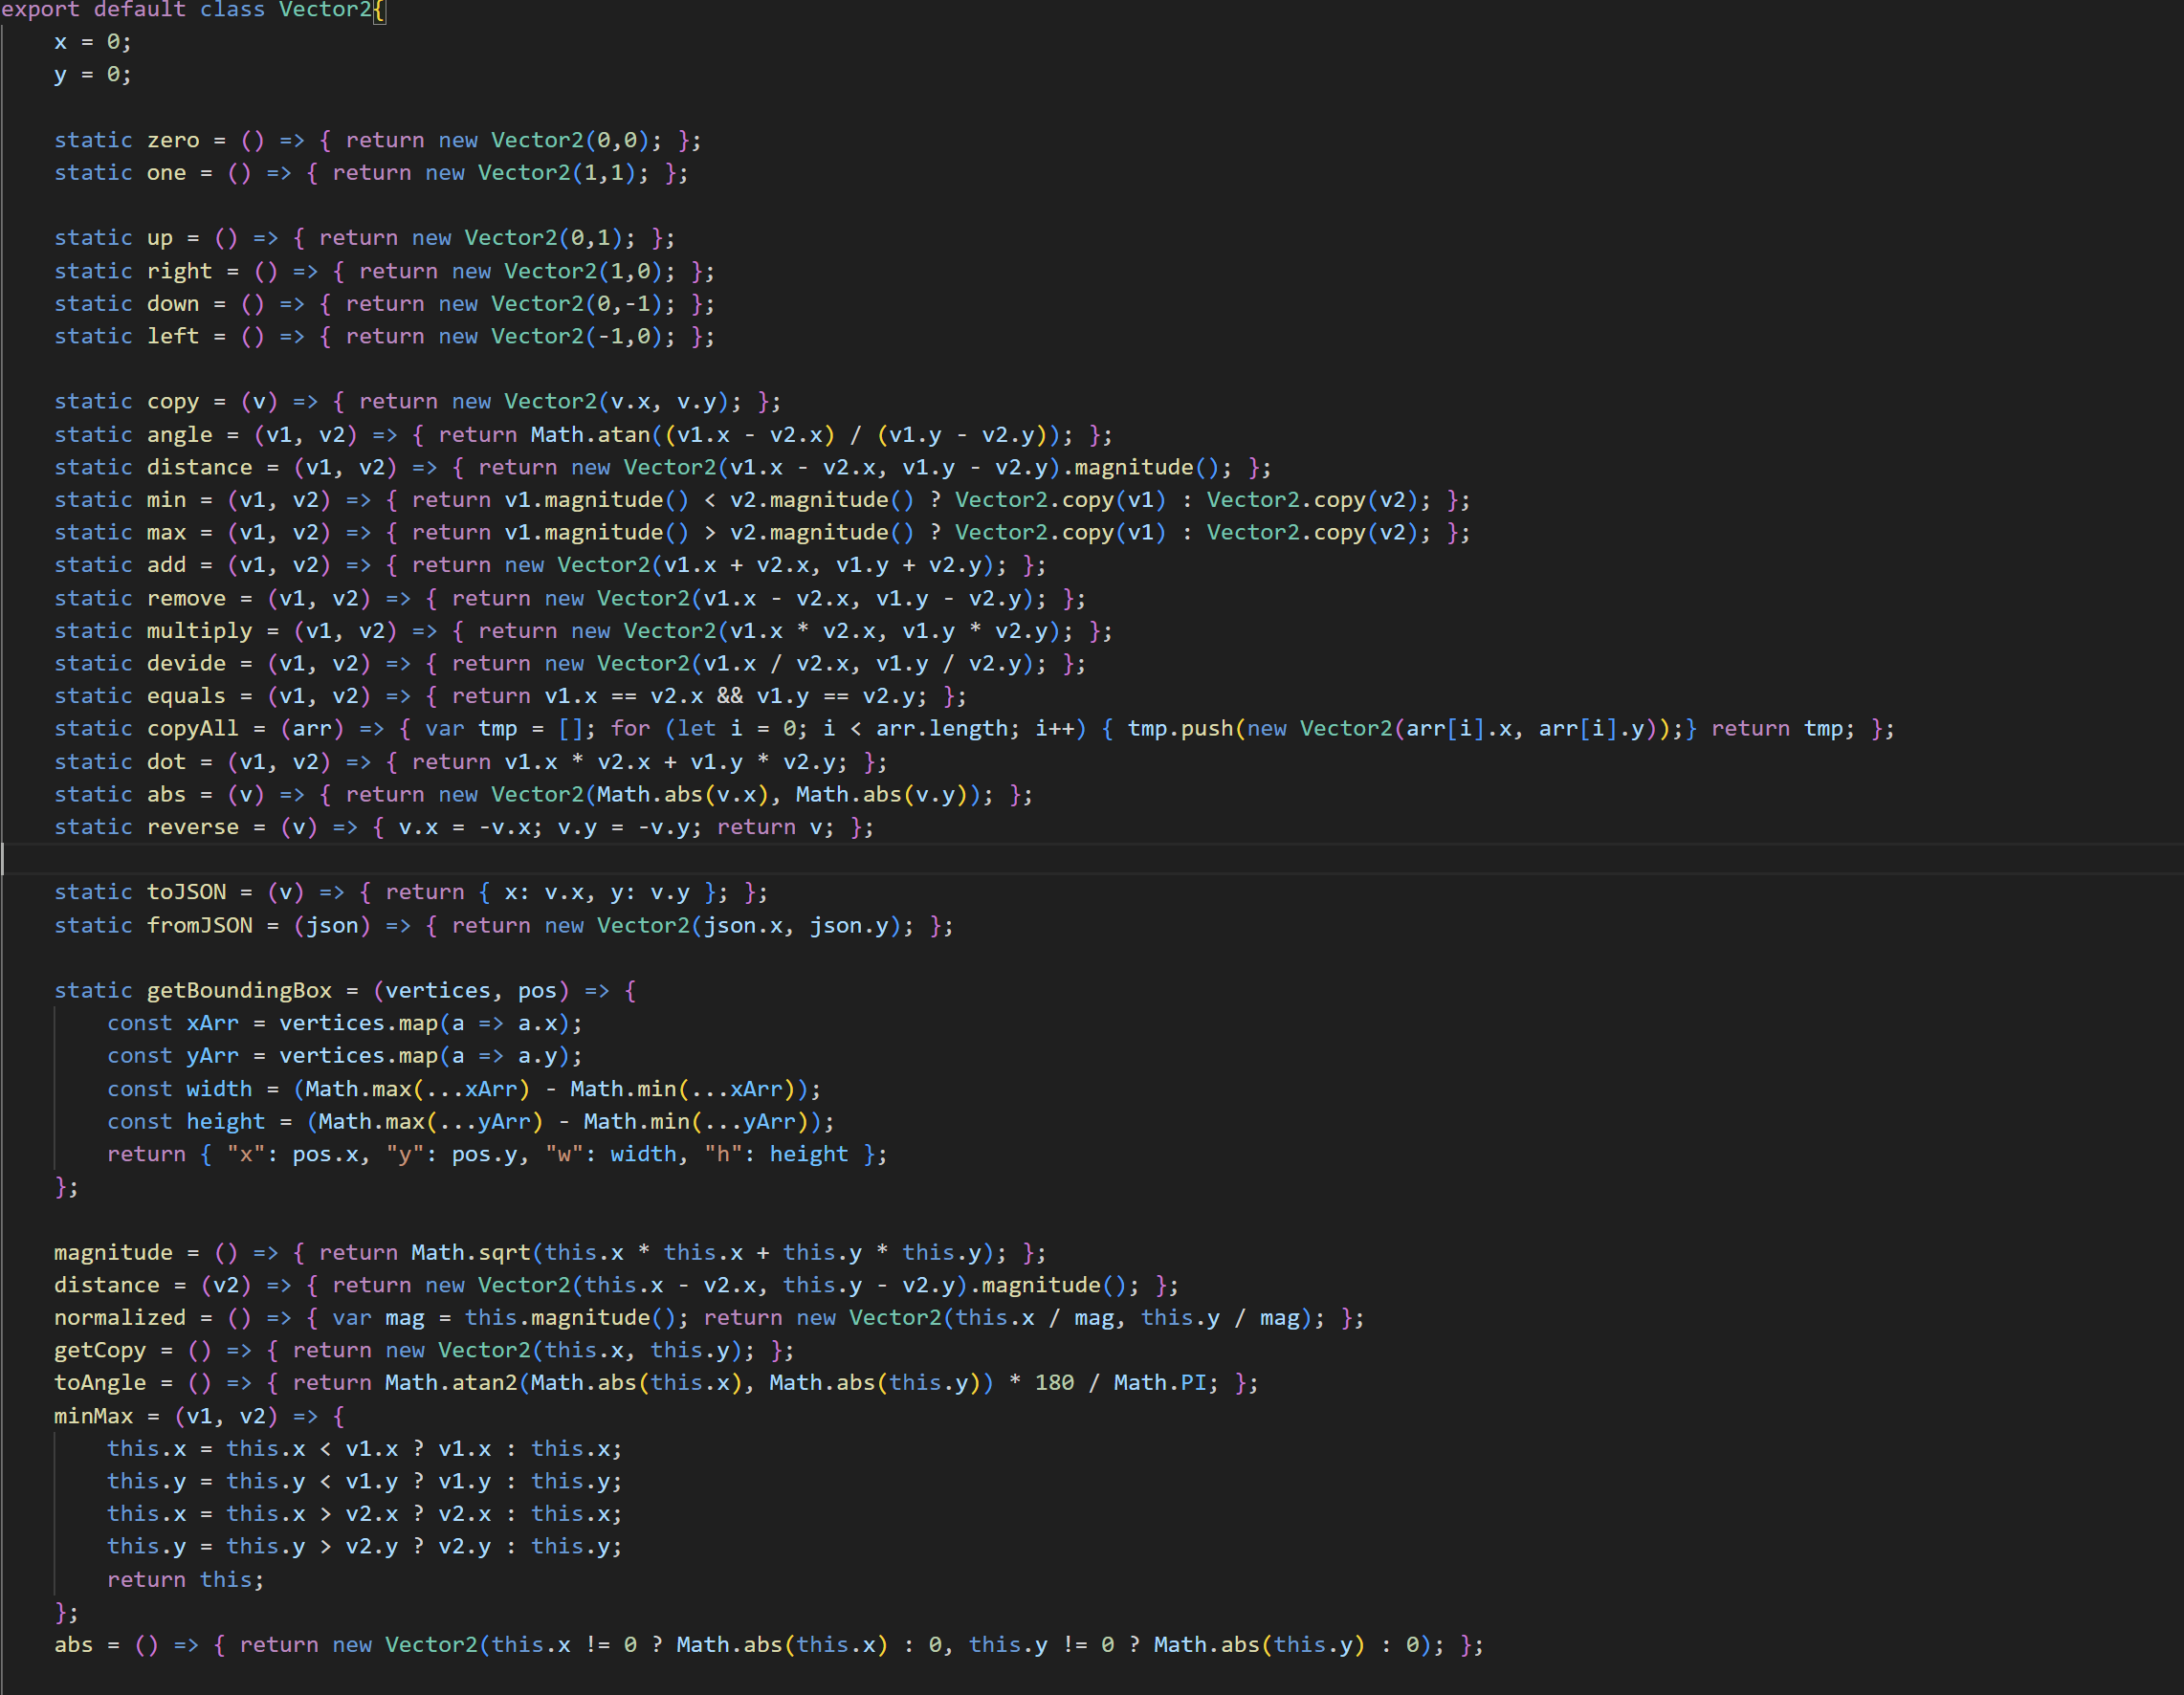 export default class Vector2{
    x = 0;
    y = 0;

    static zero = () => { return new Vector2(0,0); };
    static one = () => { return new Vector2(1,1); };

    static up = () => { return new Vector2(0,1); };
    static right = () => { return new Vector2(1,0); };
    static down = () => { return new Vector2(0,-1); };
    static left = () => { return new Vector2(-1,0); };

    static copy = (v) => { return new Vector2(v.x, v.y); };
    static angle = (v1, v2) => { return Math.atan((v1.x - v2.x) / (v1.y - v2.y)); };
    static distance = (v1, v2) => { return new Vector2(v1.x - v2.x, v1.y - v2.y).magnitude(); };
    static min = (v1, v2) => { return v1.magnitude() < v2.magnitude() ? Vector2.copy(v1) : Vector2.copy(v2); };
    static max = (v1, v2) => { return v1.magnitude() > v2.magnitude() ? Vector2.copy(v1) : Vector2.copy(v2); };
    static add = (v1, v2) => { return new Vector2(v1.x + v2.x, v1.y + v2.y); };
    static remove = (v1, v2) => { return new Vector2(v1.x - v2.x, v1.y - v2.y); };
    static multiply = (v1, v2) => { return new Vector2(v1.x * v2.x, v1.y * v2.y); };
    static devide = (v1, v2) => { return new Vector2(v1.x / v2.x, v1.y / v2.y); };
    static equals = (v1, v2) => { return v1.x == v2.x && v1.y == v2.y; };
    static copyAll = (arr) => { var tmp = []; for (let i = 0; i < arr.length; i++) { tmp.push(new Vector2(arr[i].x, arr[i].y));} return tmp; };
    static dot = (v1, v2) => { return v1.x * v2.x + v1.y * v2.y; };
    static abs = (v) => { return new Vector2(Math.abs(v.x), Math.abs(v.y)); };
    static reverse = (v) => { v.x = -v.x; v.y = -v.y; return v; };

    static toJSON = (v) => { return { x: v.x, y: v.y }; };
    static fromJSON = (json) => { return new Vector2(json.x, json.y); };

    static getBoundingBox = (vertices, pos) => {
        const xArr = vertices.map(a => a.x);
        const yArr = vertices.map(a => a.y);
        const width = (Math.max(...xArr) - Math.min(...xArr));
        const height = (Math.max(...yArr) - Math.min(...yArr));
        return { "x": pos.x, "y": pos.y, "w": width, "h": height };
    };

    magnitude = () => { return Math.sqrt(this.x * this.x + this.y * this.y); };
    distance = (v2) => { return new Vector2(this.x - v2.x, this.y - v2.y).magnitude(); };
    normalized = () => { var mag = this.magnitude(); return new Vector2(this.x / mag, this.y / mag); };
    getCopy = () => { return new Vector2(this.x, this.y); };
    toAngle = () => { return Math.atan2(Math.abs(this.x), Math.abs(this.y)) * 180 / Math.PI; };
    minMax = (v1, v2) => {
        this.x = this.x < v1.x ? v1.x : this.x;
        this.y = this.y < v1.y ? v1.y : this.y;
        this.x = this.x > v2.x ? v2.x : this.x;
        this.y = this.y > v2.y ? v2.y : this.y;
        return this;
    };
    abs = () => { return new Vector2(this.x != 0 ? Math.abs(this.x) : 0, this.y != 0 ? Math.abs(this.y) : 0); };